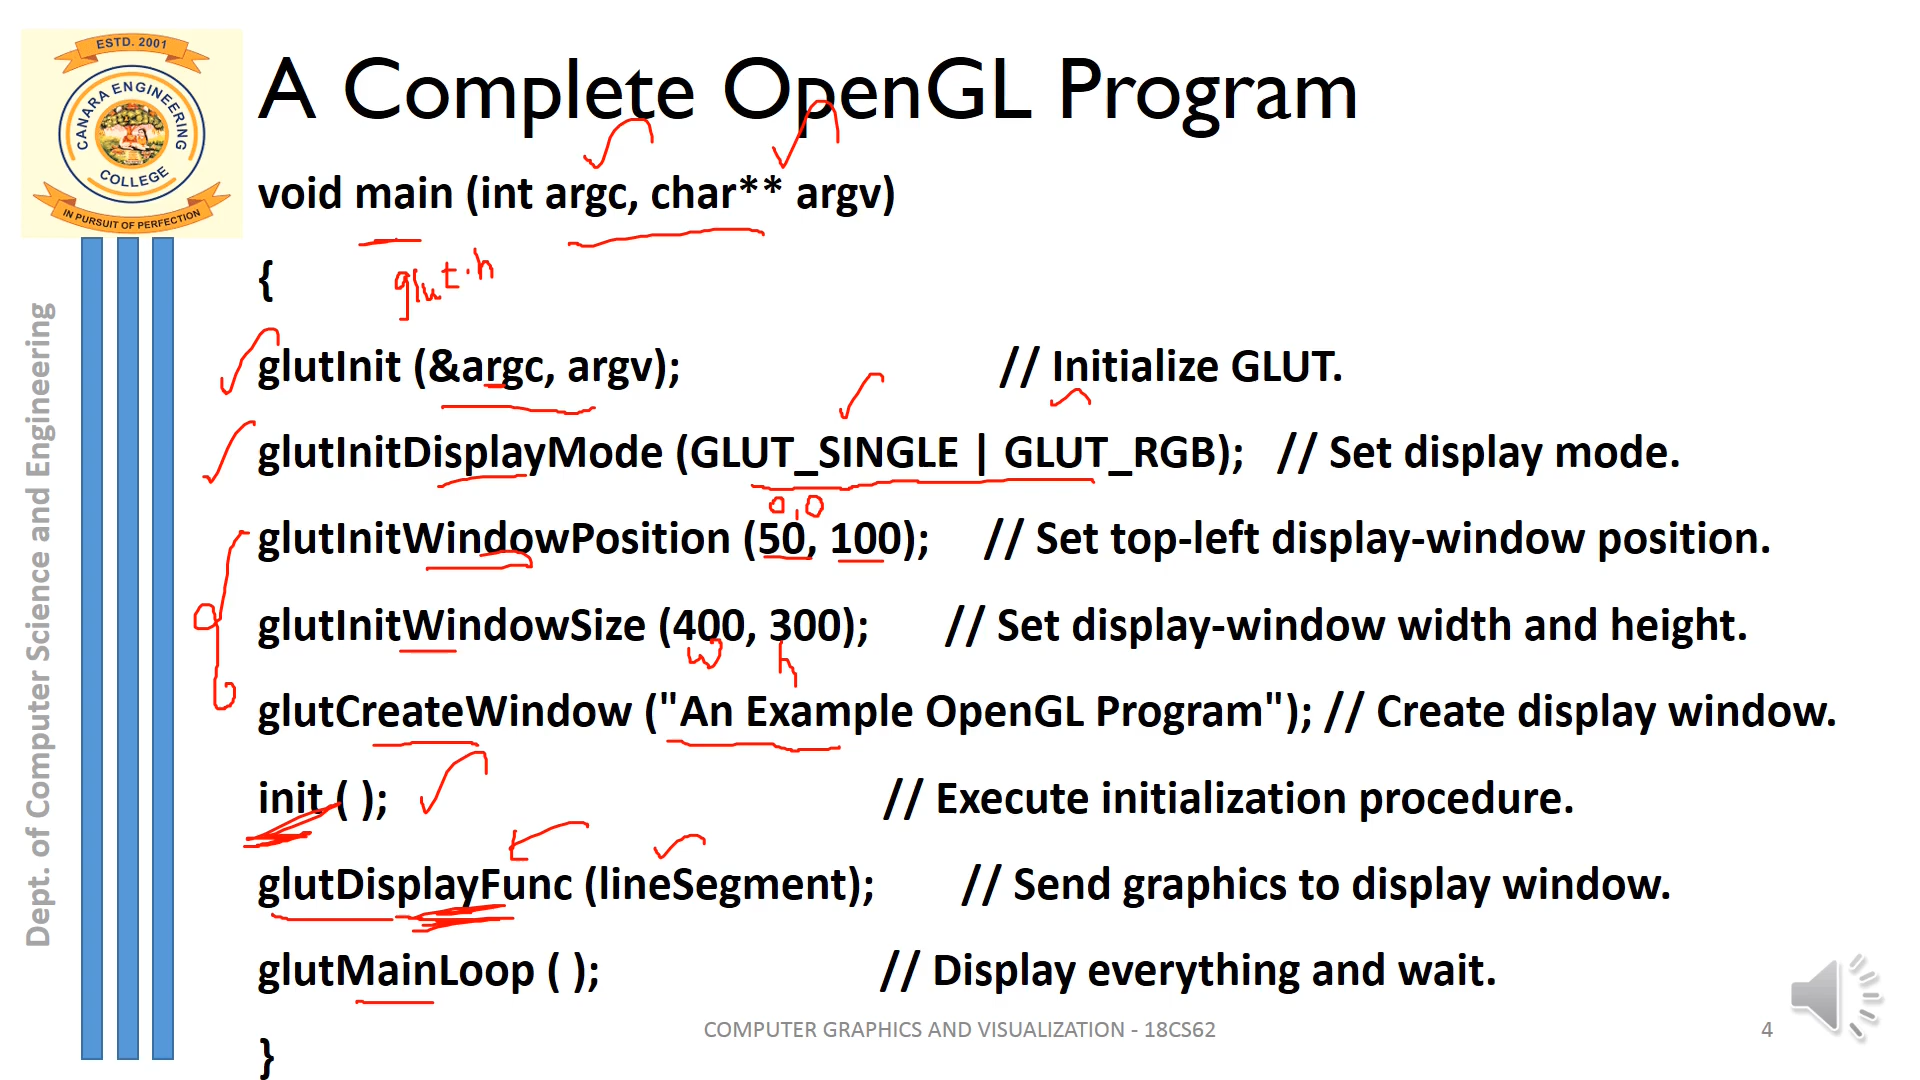 ESTD. 2001
CANARA ENGINEERING
COLLEGE
IN PURSUIT OF PERFECTION
Dept. of Computer Science and Engineering
A Complete OpenGL Program
void main (int argc, char** argv)
{
glut.h
glutInit (&argc, argv); // Initialize GLUT.
glutInitDisplayMode (GLUT_SINGLE | GLUT_RGB); // Set display mode.
0,0
glutInitWindowPosition (50, 100); // Set top-left display-window position.
glutInitWindowSize (400, 300); // Set display-window width and height.
w h
glutCreateWindow ("An Example OpenGL Program"); // Create display window.
init ( ); // Execute initialization procedure.
glutDisplayFunc (lineSegment); // Send graphics to display window.
glutMainLoop ( ); // Display everything and wait.
}
COMPUTER GRAPHICS AND VISUALIZATION - 18CS62
4